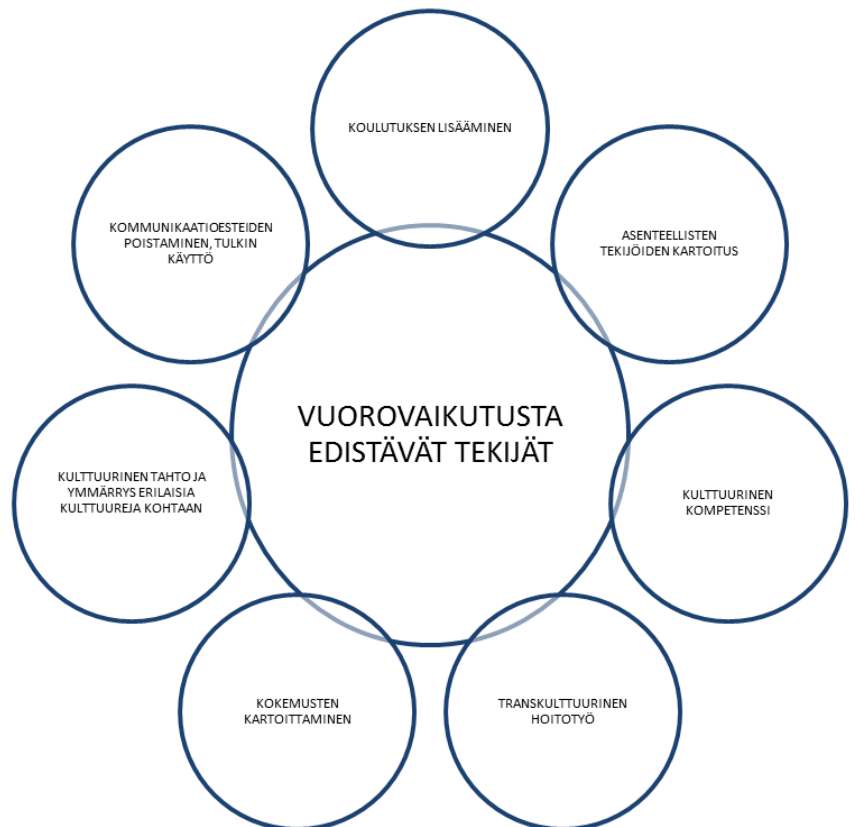 KOULUTUKSEN LISÄÄMINEN
ASENTEELLISTEN
TEKIJÖIDEN KARTOITUS
KULTTUURINEN
KOMPETENSSI
TRANSKULTTUURINEN
HOITOTYÖ
KOKEMUSTEN
KARTOITTAMINEN
KULTTUURINEN TAHTO JA
YMMÄRRYS ERILAISIA
KULTTUUREJA KOHTAAN
KOMMUNIKAATIOESTEIDEN
POISTAMINEN, TULKIN
KÄYTTÖ
VUOROVAIKUTUSTA
EDISTÄVÄT TEKIJÄT